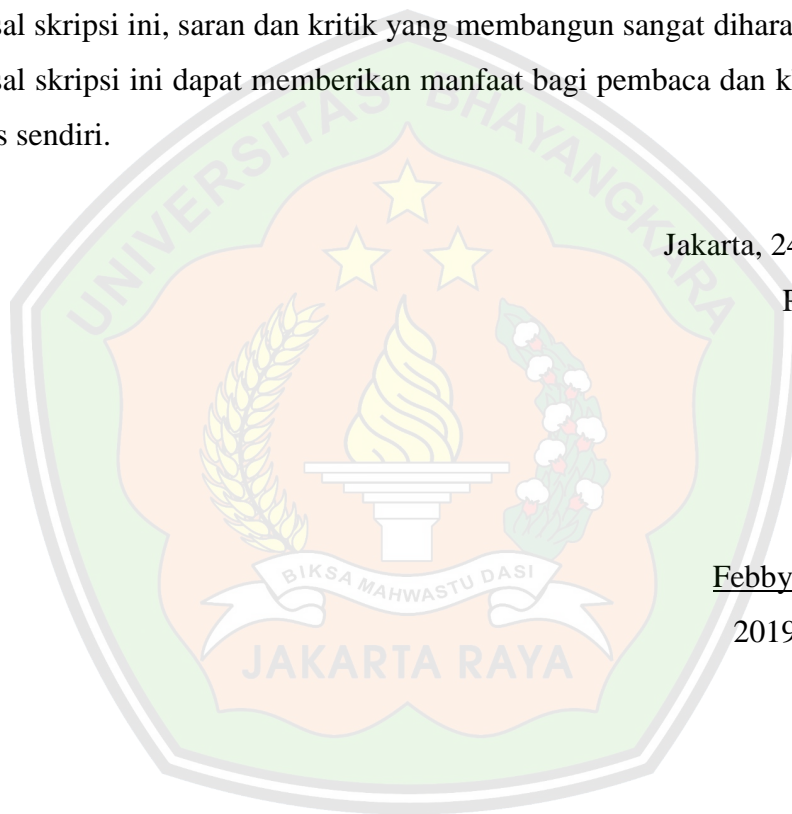 sal skripsi ini, saran dan kritik yang membangun sangat
sal skripsi ini dapat memberikan manfaat bagi pembaca dan
s sendiri.
UNIVERSITAS BHAYANGKARA
Jakarta, 24
BIKSA MAHWASTU DASI
Febby
2019
JAKARTA RAYA